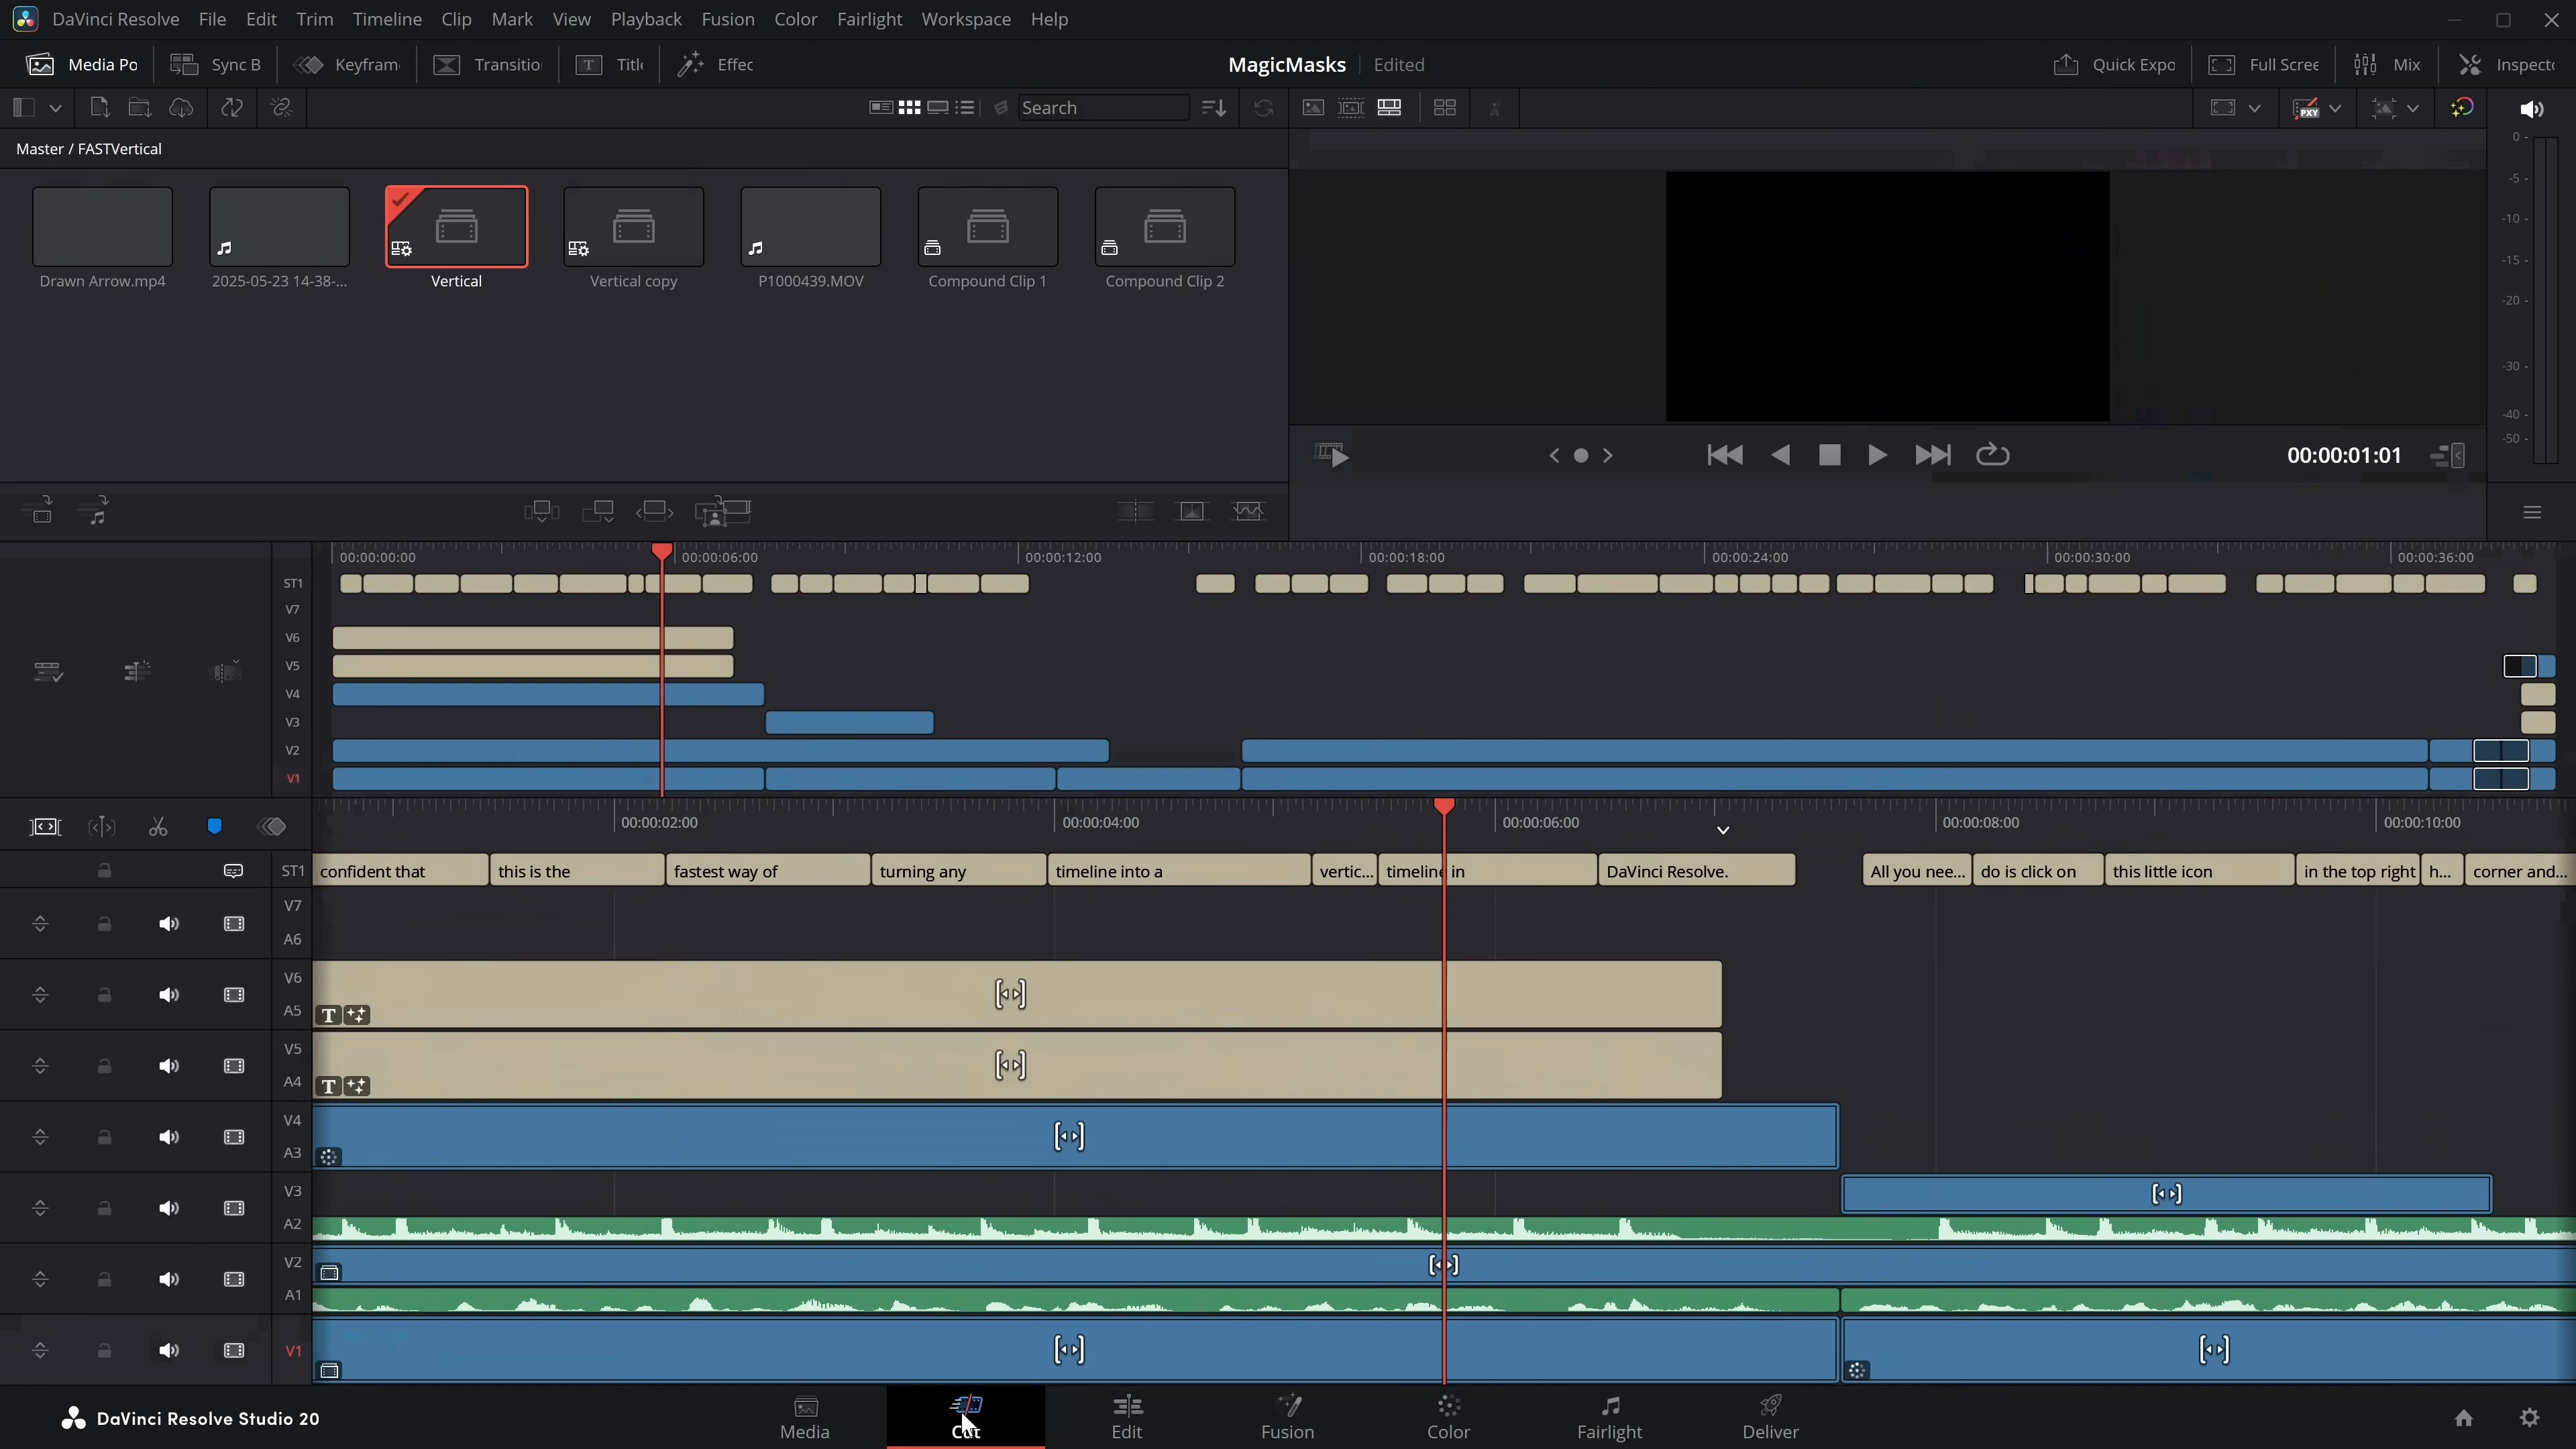 DaVinci Resolve File Edit Trim Timeline Clip Mark View Playback Fusion Color Fairlight Workspace Help
Media Po Sync B Keyfram Transitio Titl Effec MagicMasks Edited Quick Expo Full Scree Mix Inspecto
Search PXY
Master / FASTVertical
Drawn Arrow.mp4 2025-05-23 14-38-... Vertical Vertical copy P1000439.MOV Compound Clip 1 Compound Clip 2
0 -
-5 -
-10 -
-15 -
-20 -
-30 -
-40 -
-50 -
00:00:01:01
00:00:00:00 00:00:06:00 00:00:12:00 00:00:18:00 00:00:24:00 00:00:30:00 00:00:36:00
ST1
V7
V6
V5
V4
V3
V2
V1
00:00:02:00 00:00:04:00 00:00:06:00 00:00:08:00 00:00:10:00
ST1 confident that this is the fastest way of turning any timeline into a vertic... timeline in DaVinci Resolve. All you nee... do is click on this little icon in the top right h... corner and...
V7
A6
V6
A5
T
V5
A4
T
V4
A3
V3
A2
V2
A1
V1
DaVinci Resolve Studio 20
Media Cut Edit Fusion Color Fairlight Deliver